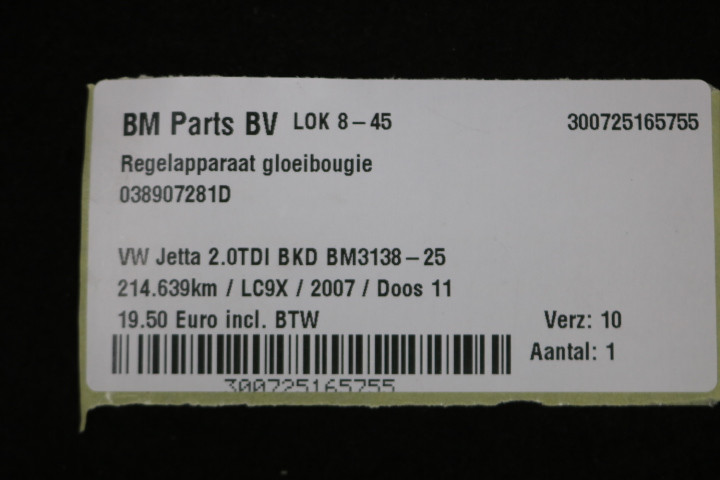 BM Parts BV LOK 8-45 300725165755
Regelapparaat gloeibougie
038907281D
VW Jetta 2.0TDI BKD BM3138-25
214.639km / LC9X / 2007 / Doos 11
19.50 Euro incl. BTW Verz: 10
Aantal: 1
300725165755